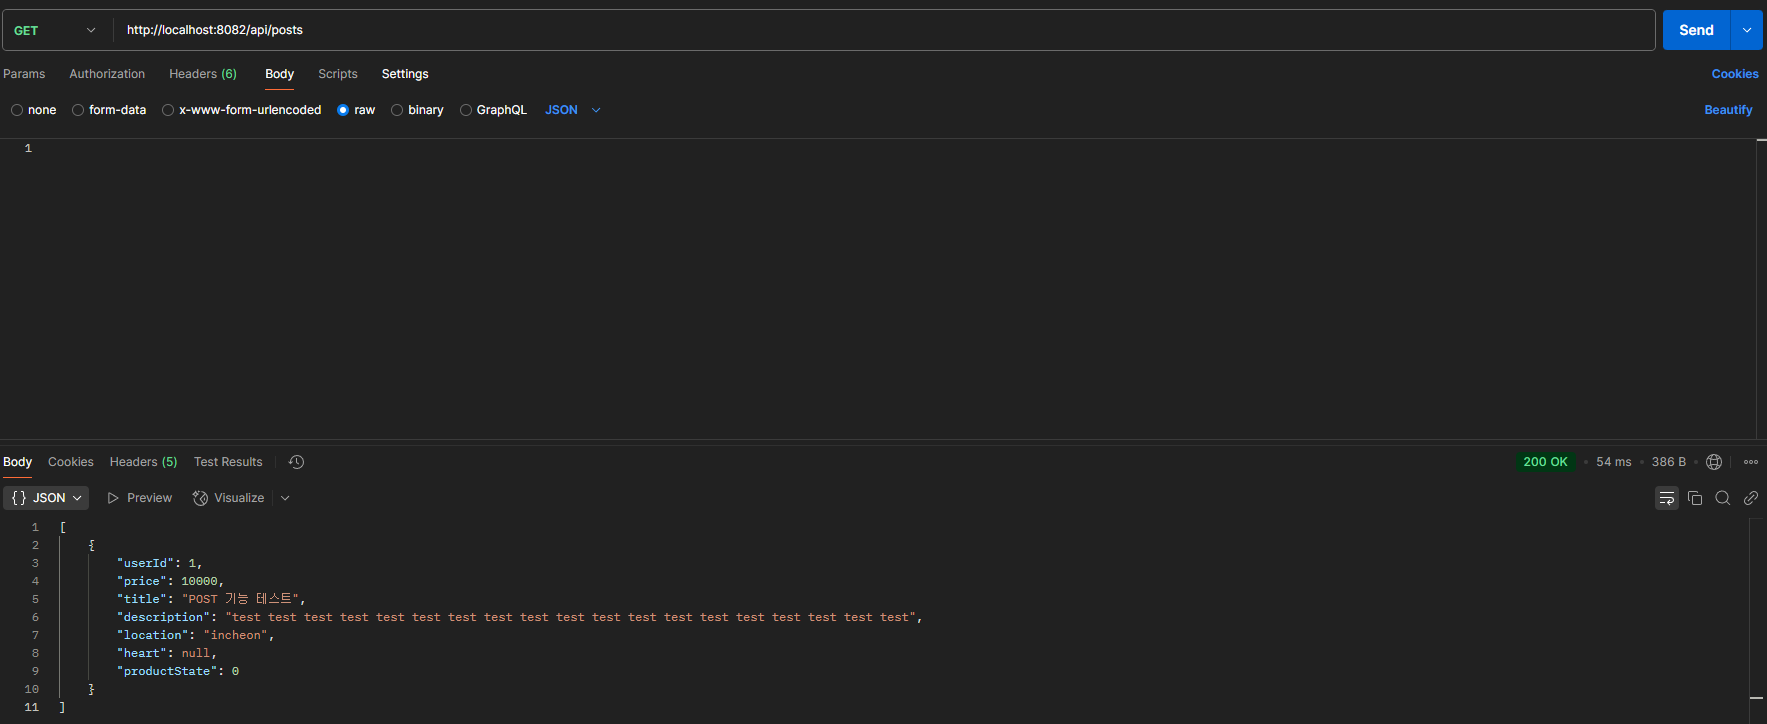 GET http://localhost:8082/api/posts Send
Params Authorization Headers (6) Body Scripts Settings Cookies
none form-data x-www-form-urlencoded raw binary GraphQL JSON Beautify
1
Body Cookies Headers (5) Test Results 200 OK • 54 ms • 386 B •
{} JSON Preview Visualize
1 [
2 {
3 "userId": 1,
4 "price": 10000,
5 "title": "POST 기능 테스트",
6 "description": "test test test test test test test test test test test test test test test test test test test",
7 "location": "incheon",
8 "heart": null,
9 "productState": 0
10 }
11 ]